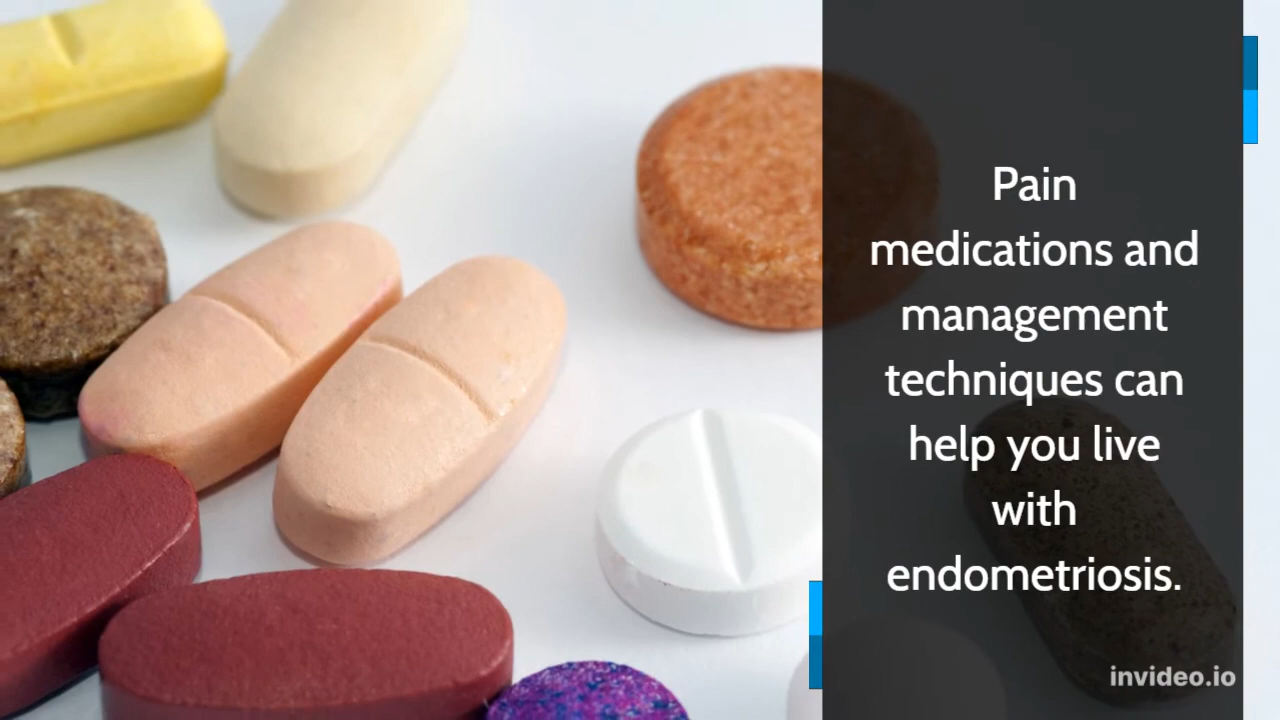 Pain
medications and
management
techniques can
help you live
with
endometriosis.
invideo.io